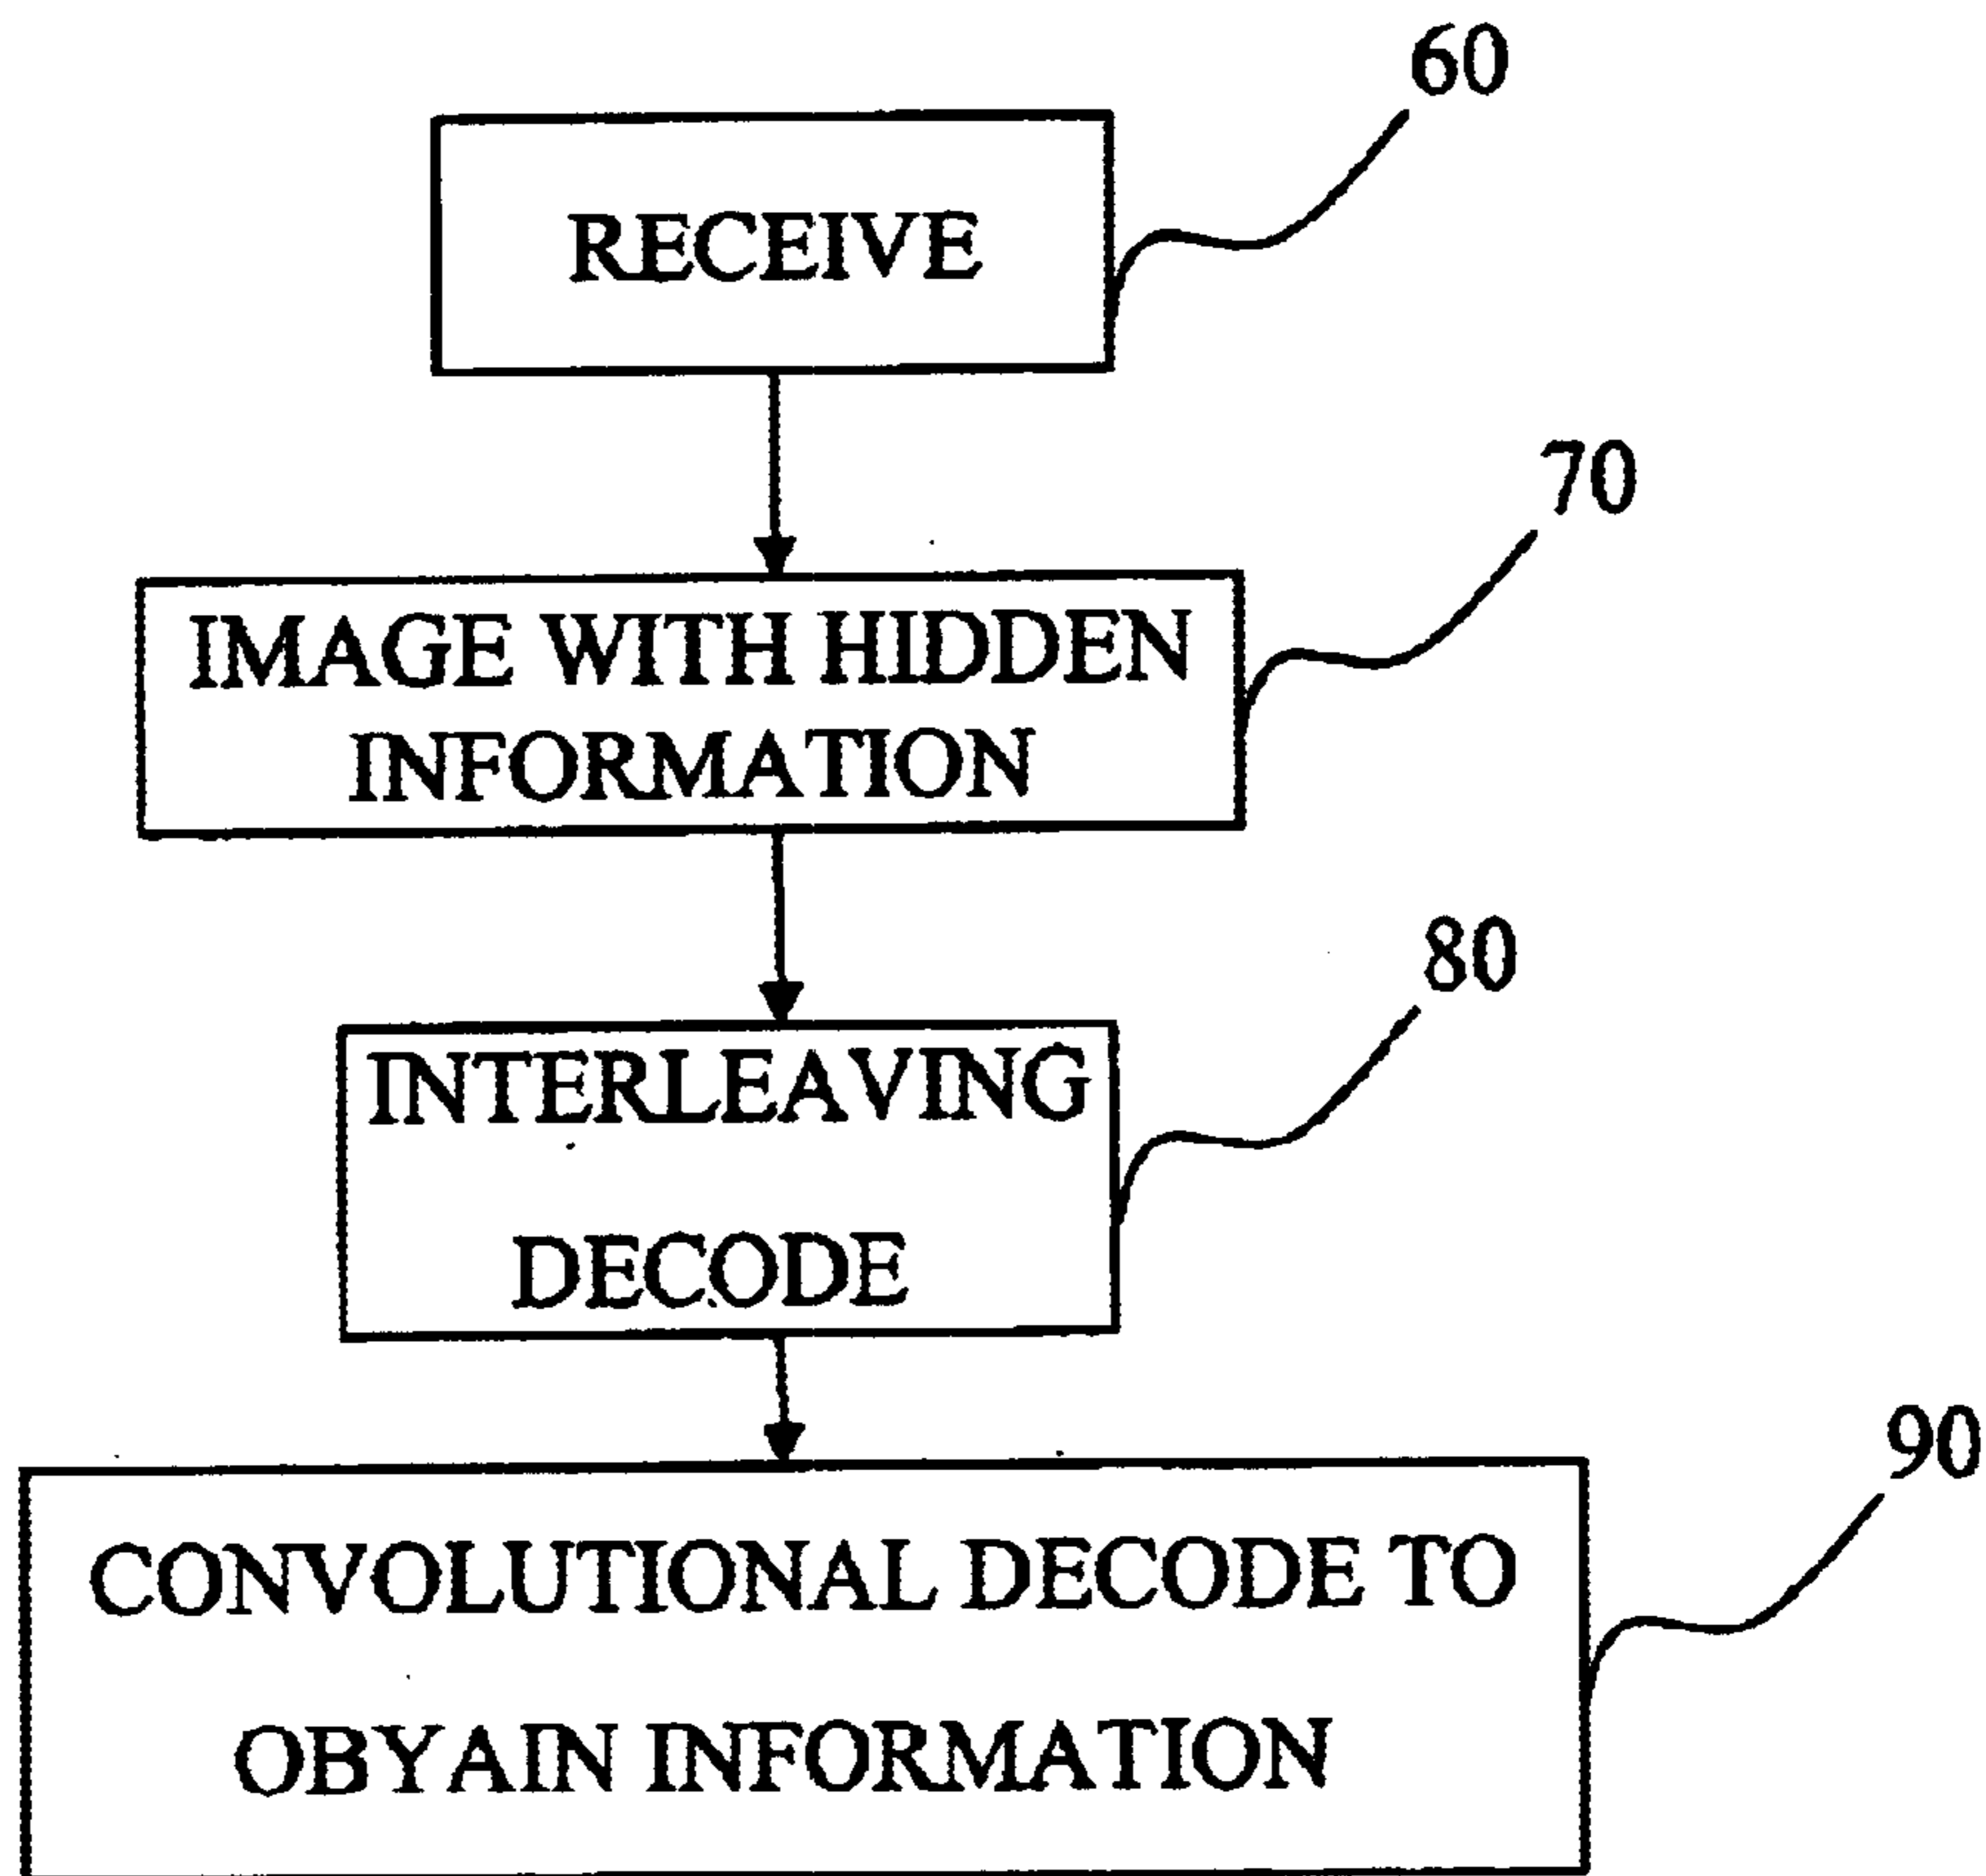 60
RECEIVE
70
IMAGE WITH HIDDEN
INFORMATION
80
INTERLEAVING
DECODE
90
CONVOLUTIONAL DECODE TO
OBYAIN INFORMATION